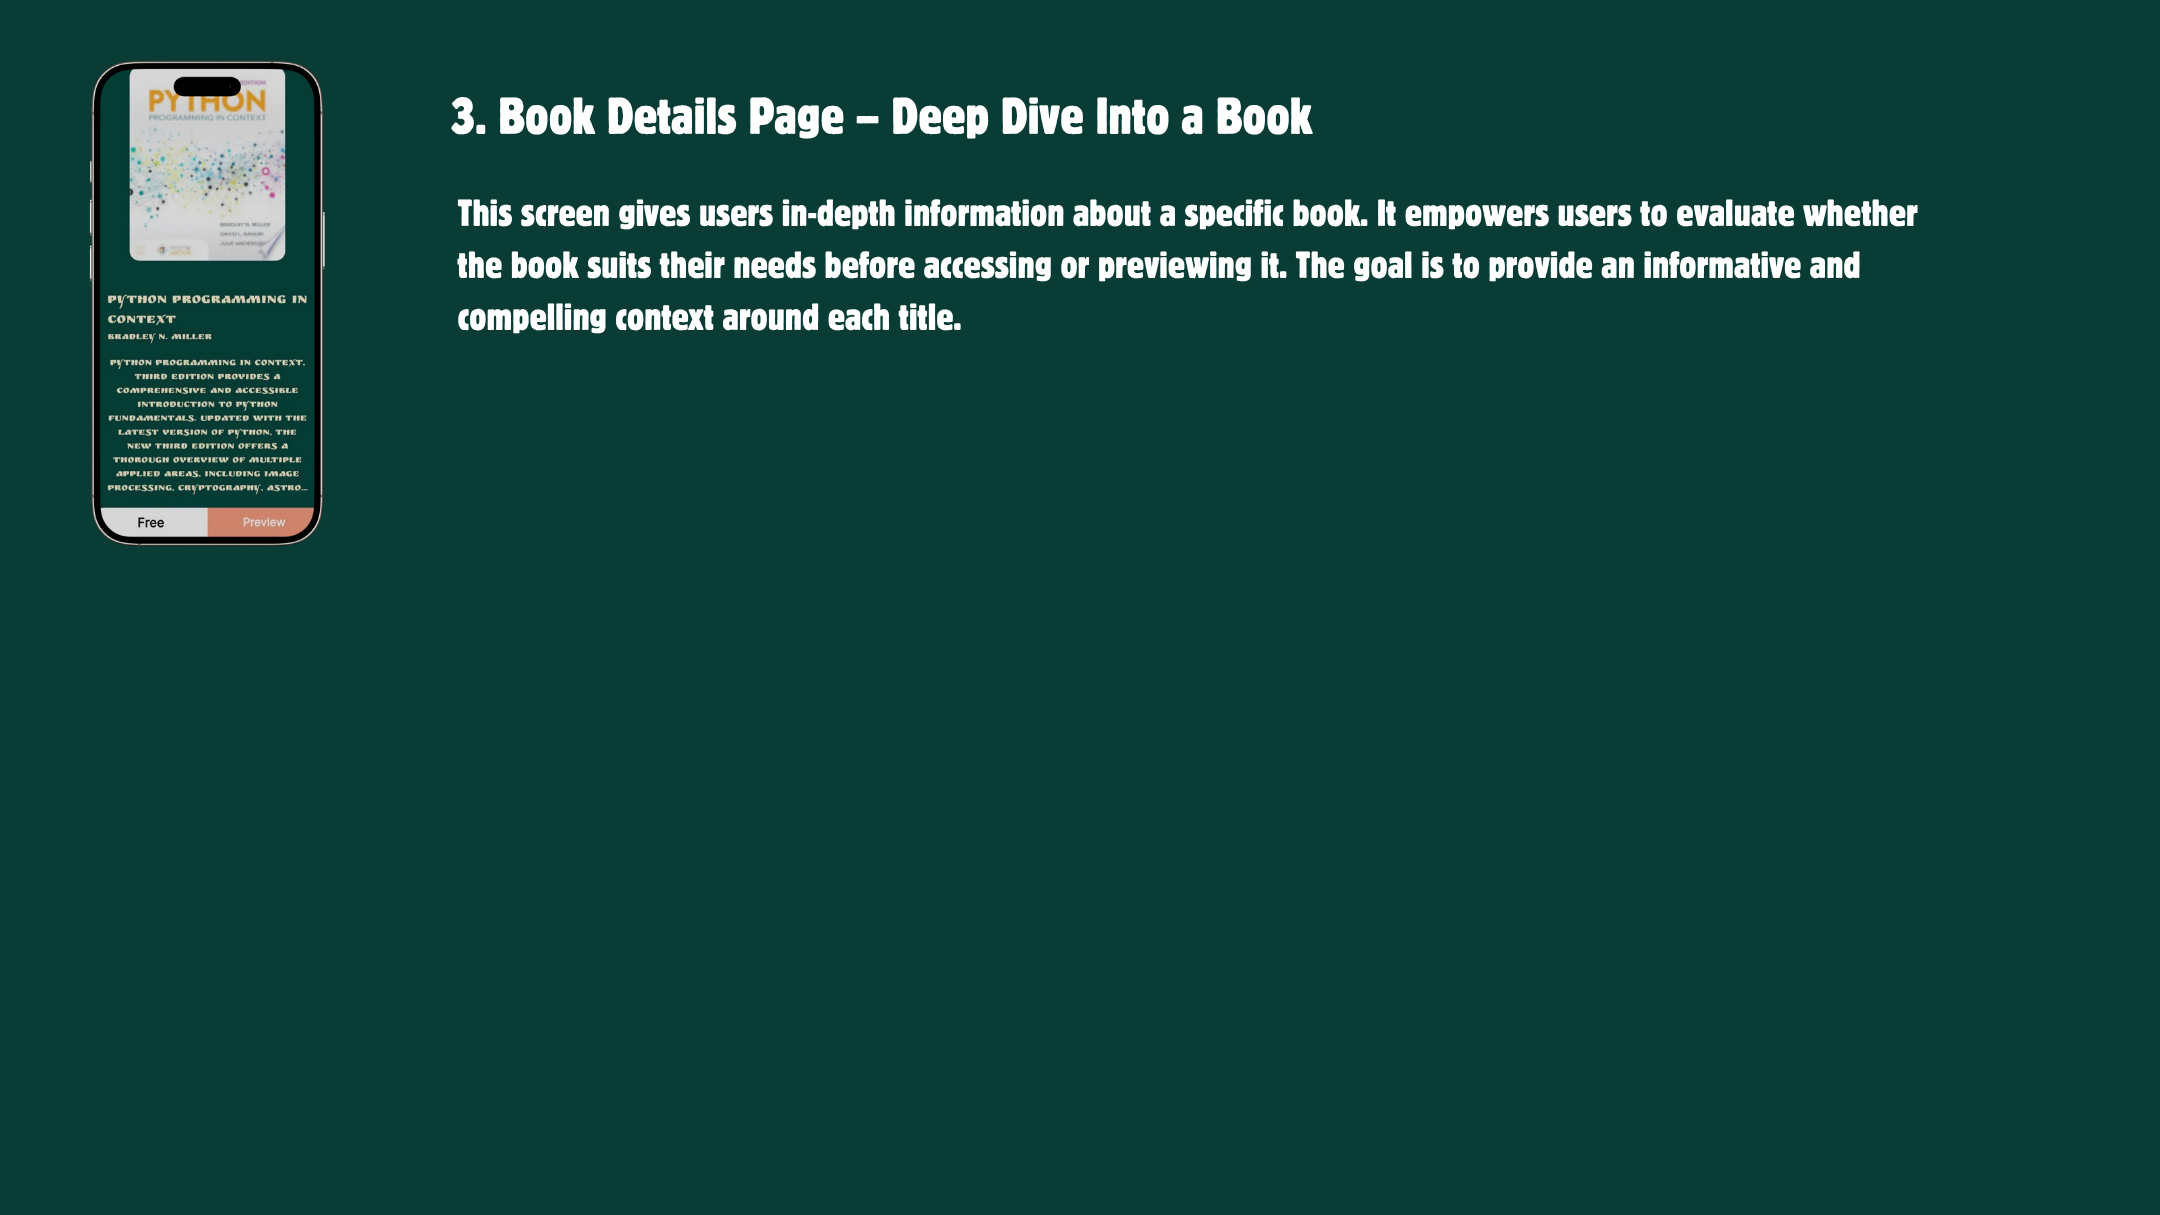 EDITION
PYTHON
PROGRAMMING IN CONTEXT
BRADLEY N. MILLER
DAVID L. RANUM
JULIE ANDERSON
PYTHON PROGRAMMING IN
CONTEXT
BRADLEY N. MILLER
PYTHON PROGRAMMING IN CONTEXT,
THIRD EDITION PROVIDES A
COMPREHENSIVE AND ACCESSIBLE
INTRODUCTION TO PYTHON
FUNDAMENTALS. UPDATED WITH THE
LATEST VERSION OF PYTHON, THE
NEW THIRD EDITION OFFERS A
THOROUGH OVERVIEW OF MULTIPLE
APPLIED AREAS, INCLUDING IMAGE
PROCESSING, CRYPTOGRAPHY, ASTRO...
Free
Preview
3. Book Details Page – Deep Dive Into a Book
This screen gives users in-depth information about a specific book. It empowers users to evaluate whether
the book suits their needs before accessing or previewing it. The goal is to provide an informative and
compelling context around each title.